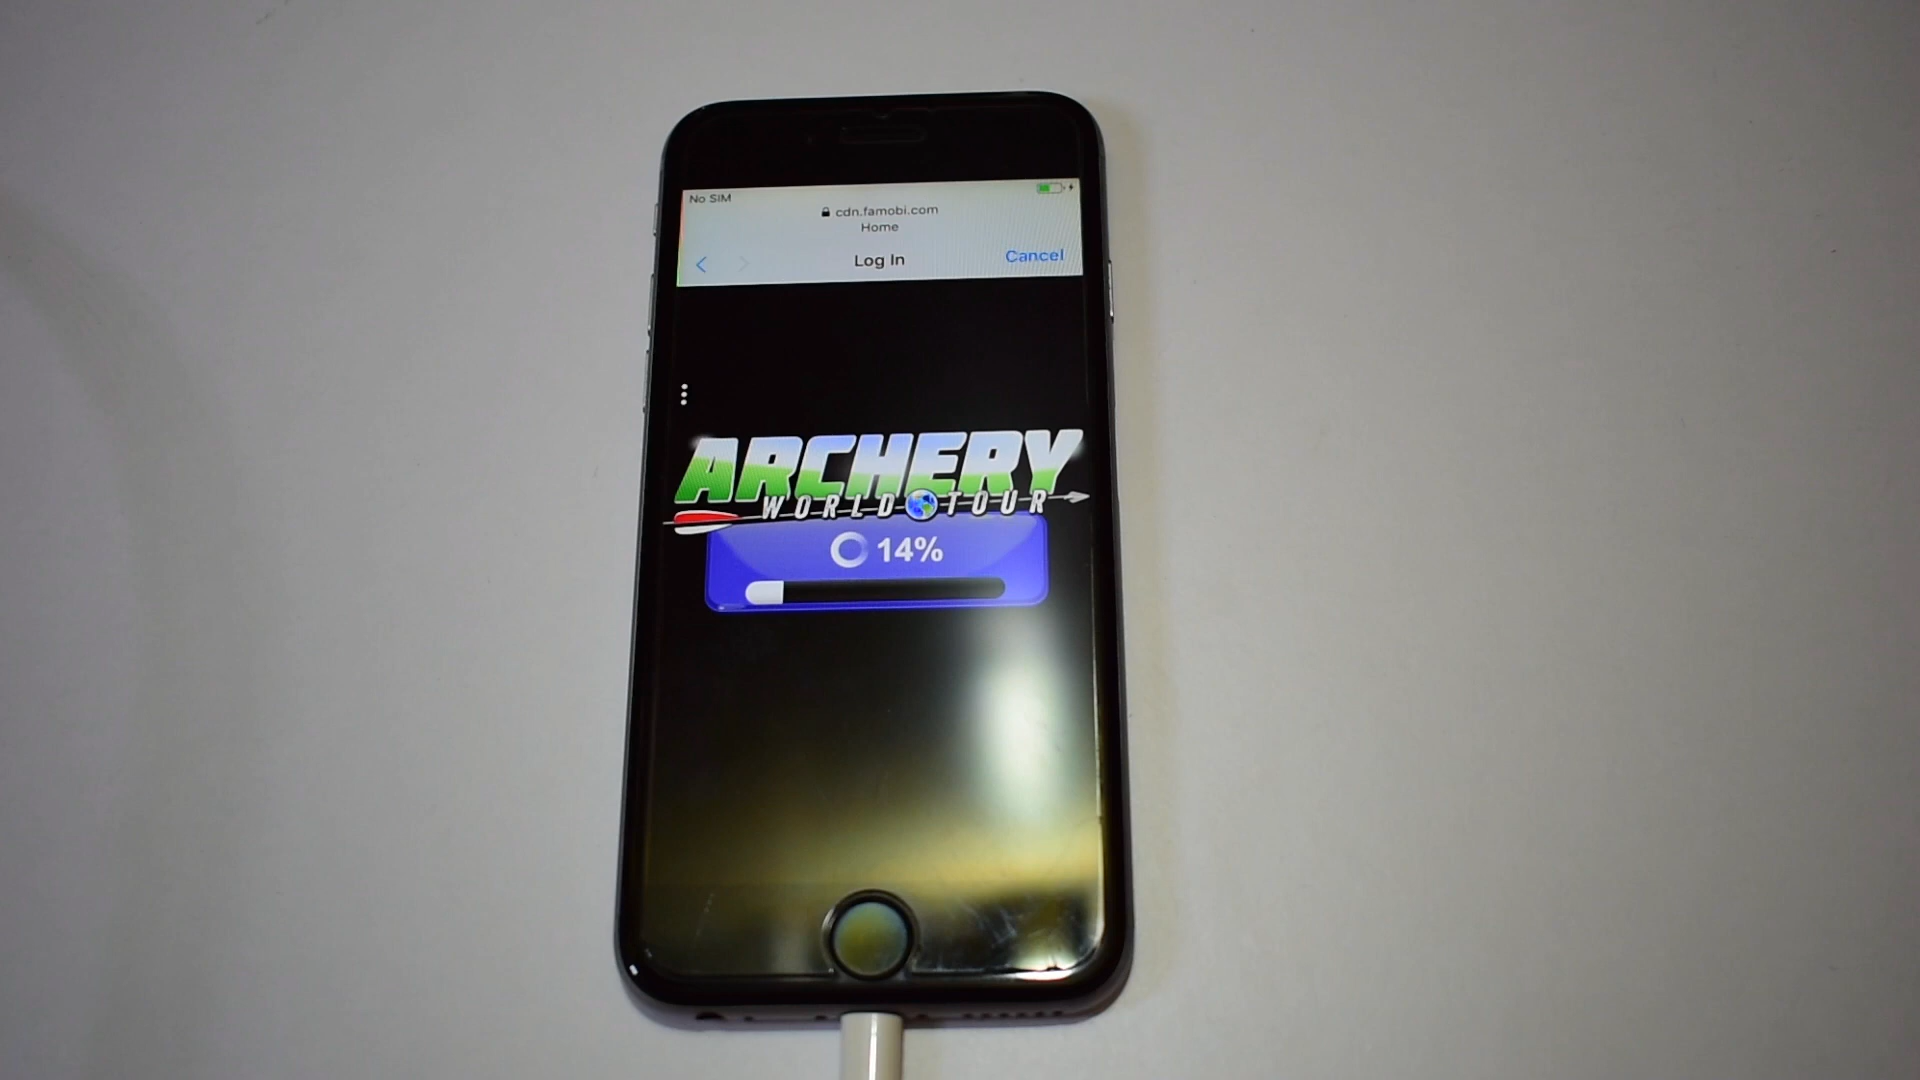 No SIM
cdn.famobi.com
Home
Log In
Cancel
ARCHERY
WORLD TOUR
14%